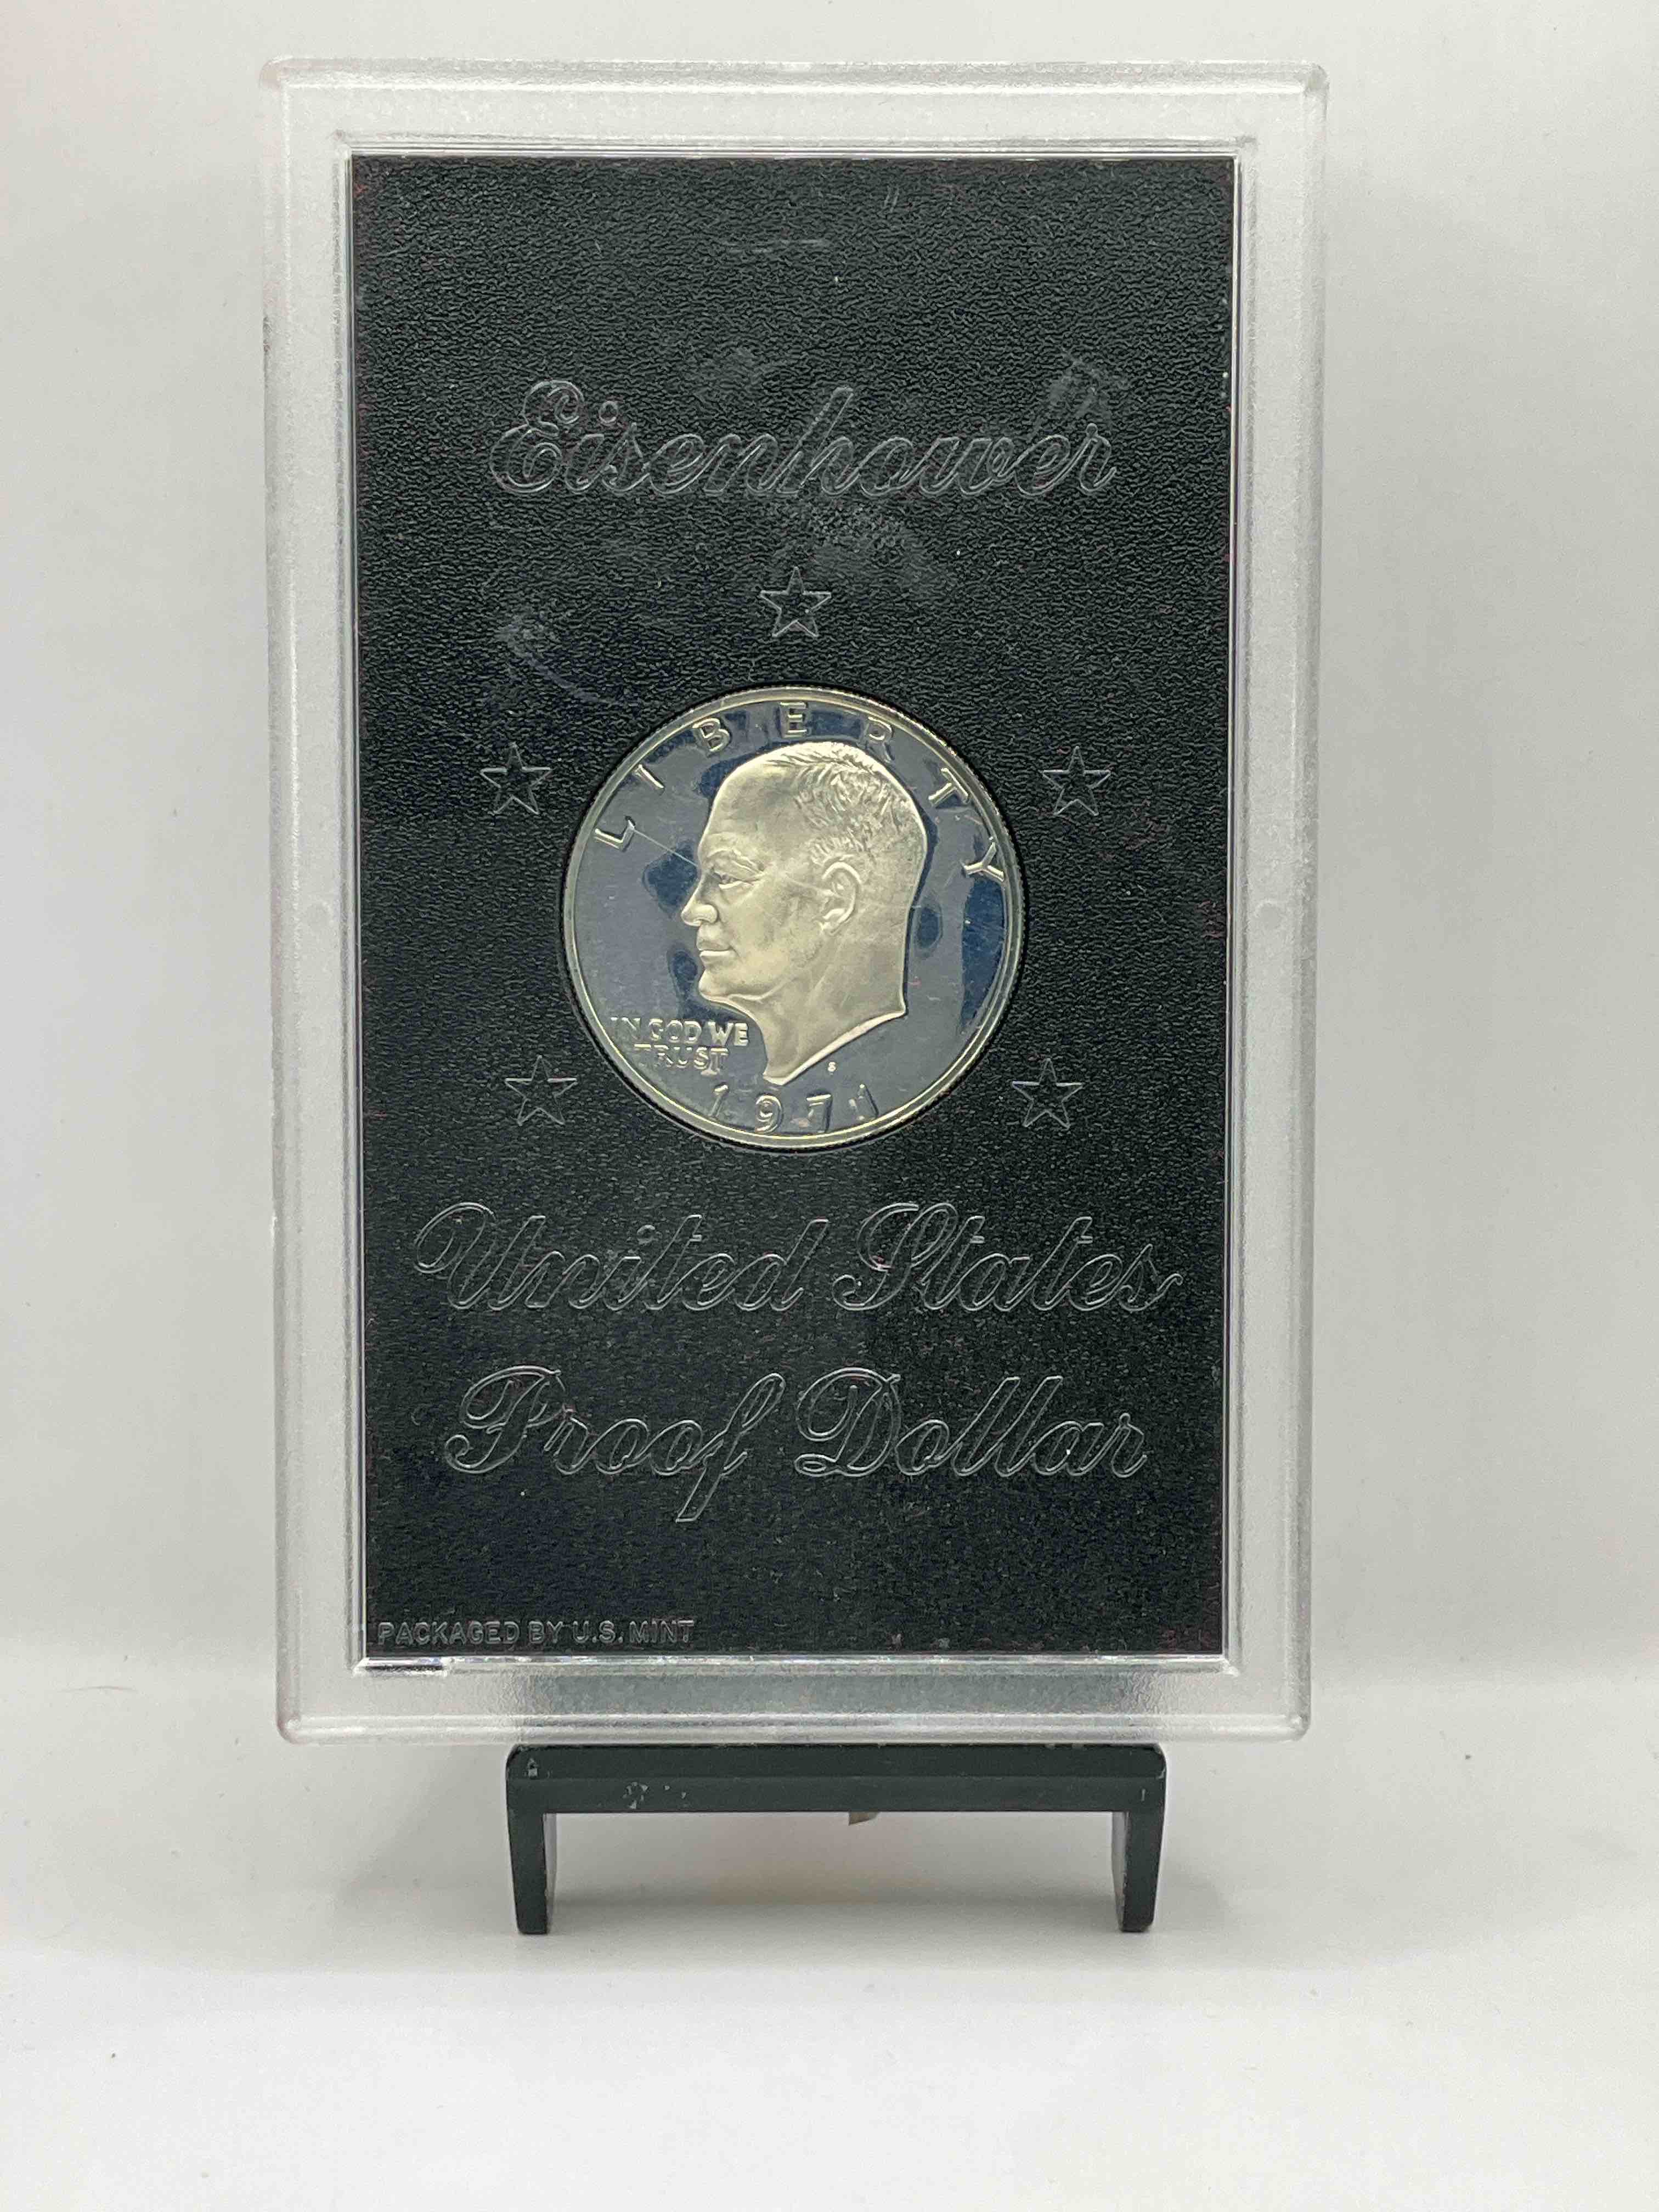 Eisenhower
LIBERTY
IN GOD WE
TRUST
S
1971
United States
Proof Dollar
PACKAGED BY U.S. MINT